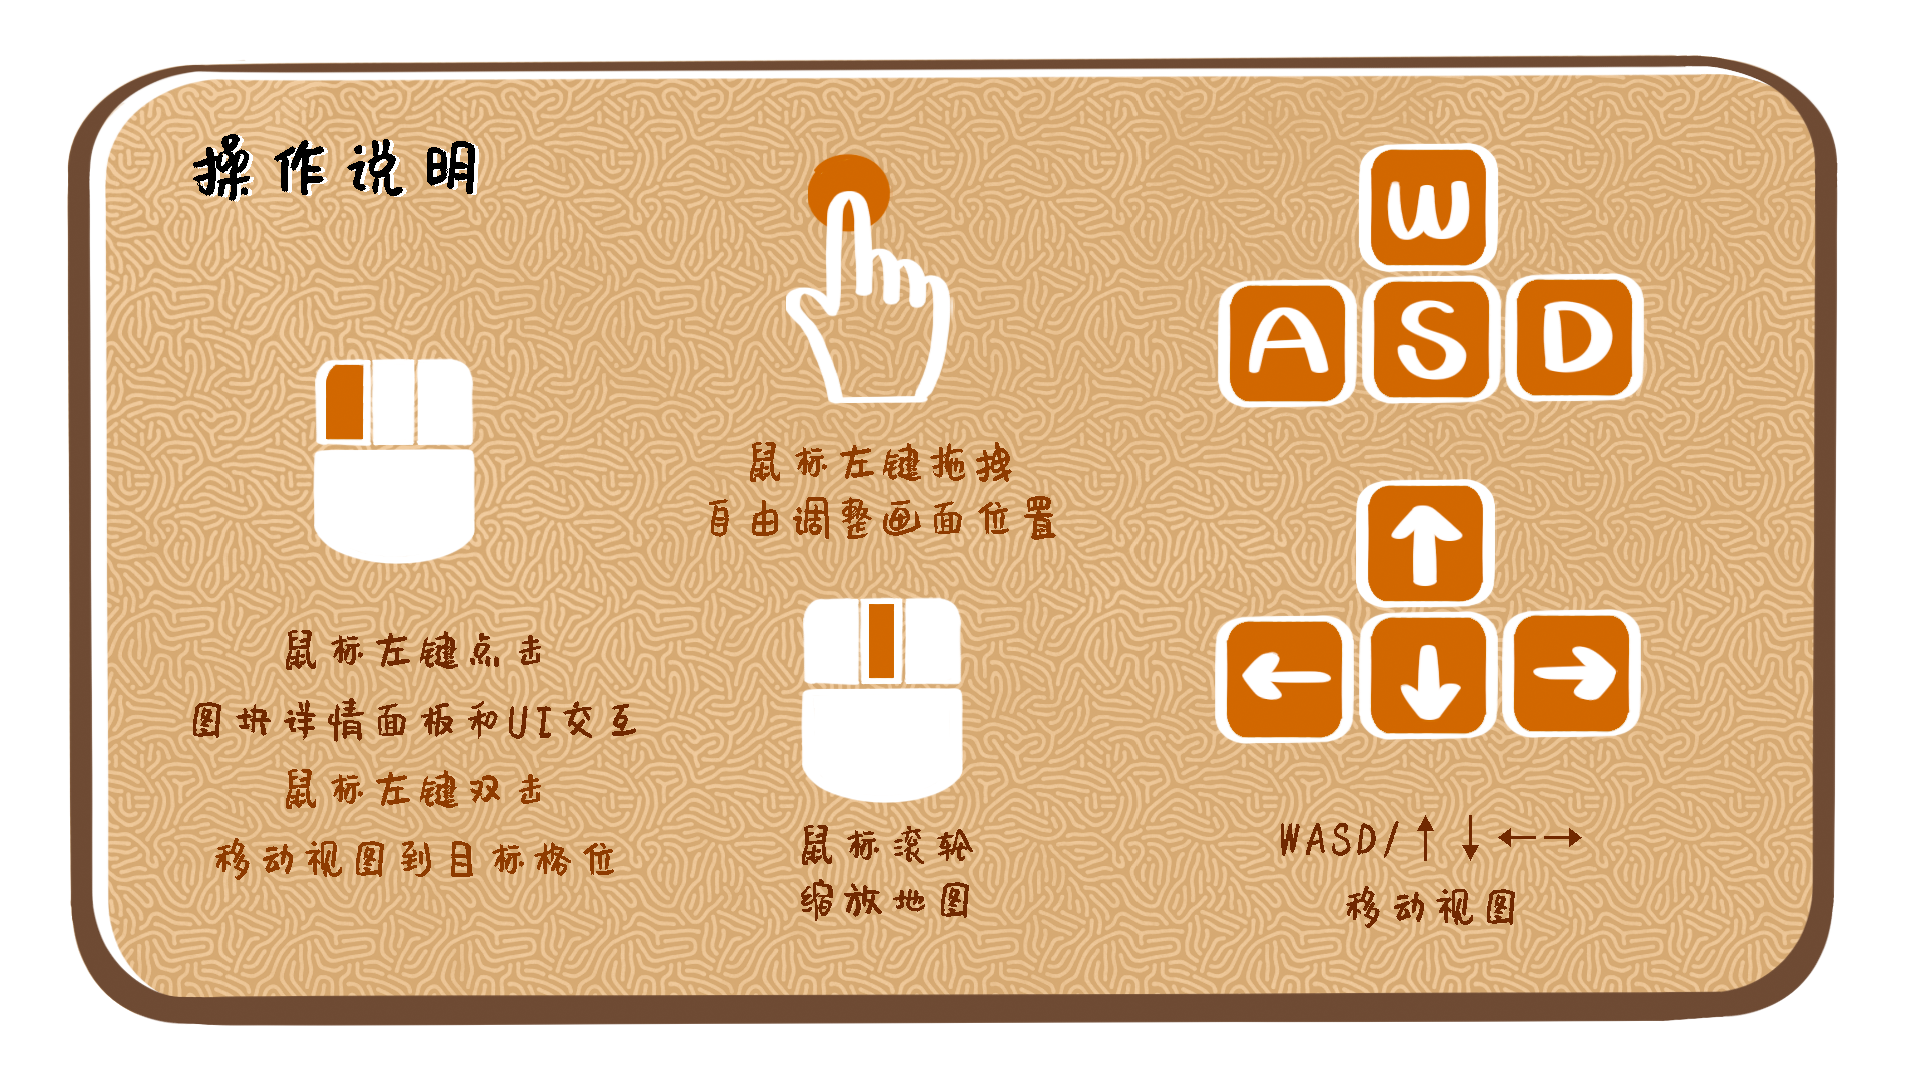 操作说明
鼠标左键点击
图块详情面板和UI交互
鼠标左键双击
移动视图到目标格位
鼠标左键拖拽
自由调整画面位置
鼠标滚轮
缩放地图
W
A S D
↑
← ↓ →
WASD/↑↓←→
移动视图